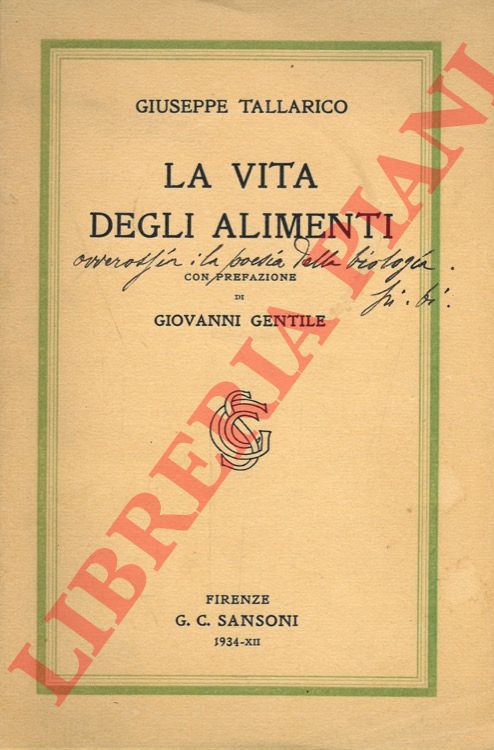 GIUSEPPE TALLARICO
LA VITA
DEGLI ALIMENTI
ovverossia: la poesia della biologia.
CON PREFAZIONE
DI
GIOVANNI GENTILE
FIRENZE
G. C. SANSONI
1934-XII
LIBRERIA PIANI